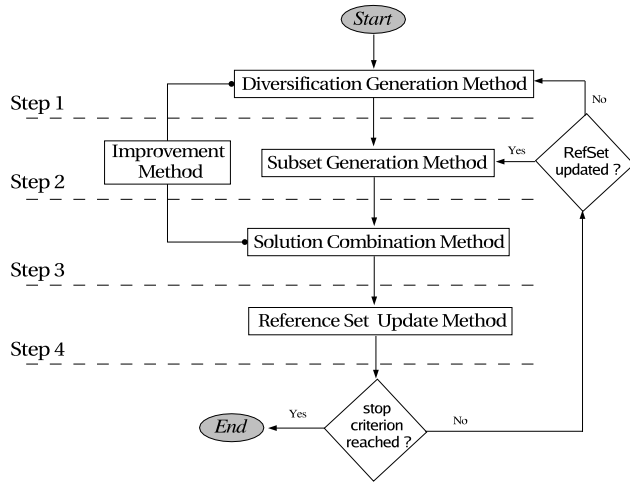 Start
Diversification Generation Method
Step 1
No
Improvement
Method
Subset Generation Method
Yes
RefSet
updated ?
Step 2
Solution Combination Method
Step 3
Reference Set Update Method
Step 4
stop
criterion
reached ?
Yes
No
End